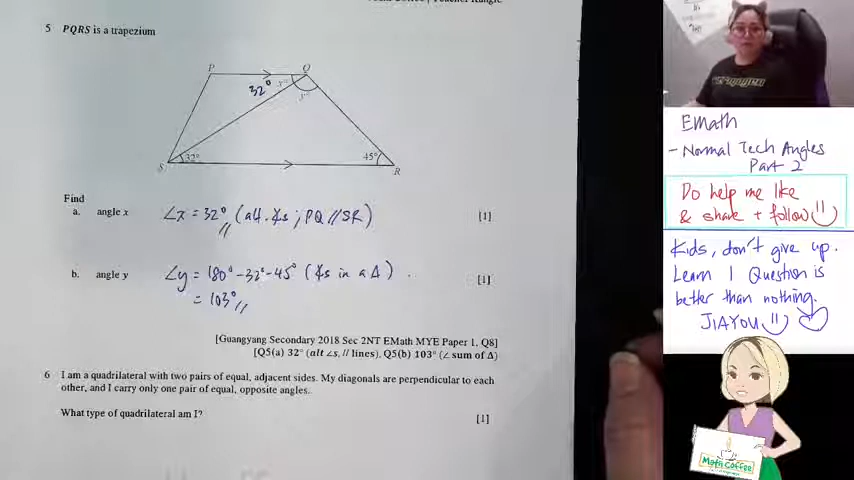 5 PQRS is a trapezium
P
Q
32°
x°
y°
S
32°
45°
R
Find
a. angle x ∠x = 32° (alt. ∠s ; PQ // SR) [1]
b. angle y ∠y = 180° - 32° - 45° (∠s in a Δ) [1]
= 103°
[Guangyang Secondary 2018 Sec 2NT EMath MYE Paper 1, Q8]
[Q5(a) 32° (alt ∠s, // lines), Q5(b) 103° (∠ sum of Δ)]
6 I am a quadrilateral with two pairs of equal, adjacent sides. My diagonals are perpendicular to each
other, and I carry only one pair of equal, opposite angles.
What type of quadrilateral am I? [1]
EMath
- Normal Tech Angles
Part 2
Do help me like
& share + follow
Kids, don't give up.
Learn 1 Question is
better than nothing.
JIAYOU
Math Coffee